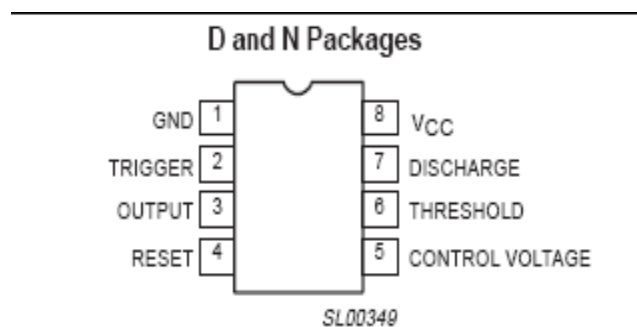 D and N Packages
GND 1 8 VCC
TRIGGER 2 7 DISCHARGE
OUTPUT 3 6 THRESHOLD
RESET 4 5 CONTROL VOLTAGE
SL00349